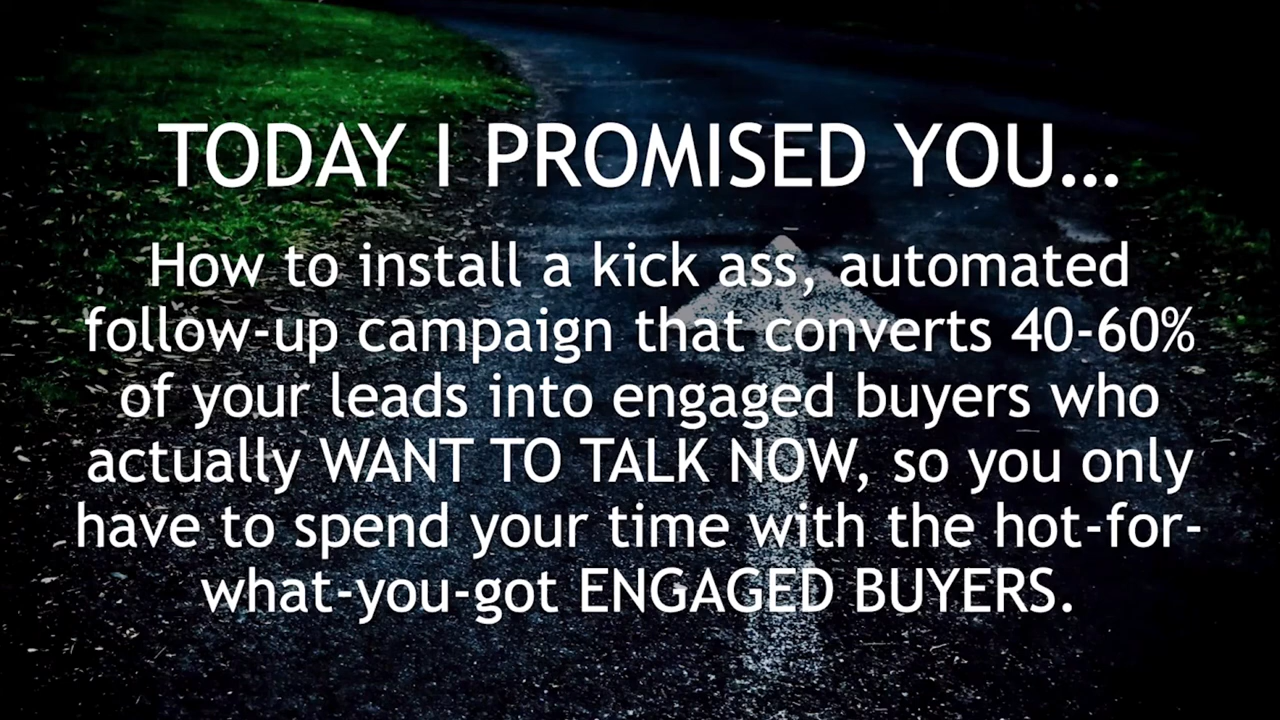 TODAY I PROMISED YOU...
How to install a kick ass, automated
follow-up campaign that converts 40-60%
of your leads into engaged buyers who
actually WANT TO TALK NOW, so you only
have to spend your time with the hot-for-
what-you-got ENGAGED BUYERS.